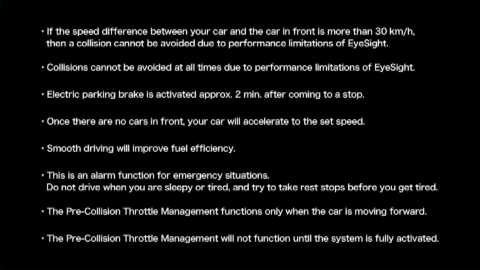 ・If the speed difference between your car and the car in front is more than 30 km/h,
then a collision cannot be avoided due to performance limitations of EyeSight.
・Collisions cannot be avoided at all times due to performance limitations of EyeSight.
・Electric parking brake is activated approx. 2 min. after coming to a stop.
・Once there are no cars in front, your car will accelerate to the set speed.
・Smooth driving will improve fuel efficiency.
・This is an alarm function for emergency situations.
Do not drive when you are sleepy or tired, and try to take rest stops before you get tired.
・The Pre-Collision Throttle Management functions only when the car is moving forward.
・The Pre-Collision Throttle Management will not function until the system is fully activated.